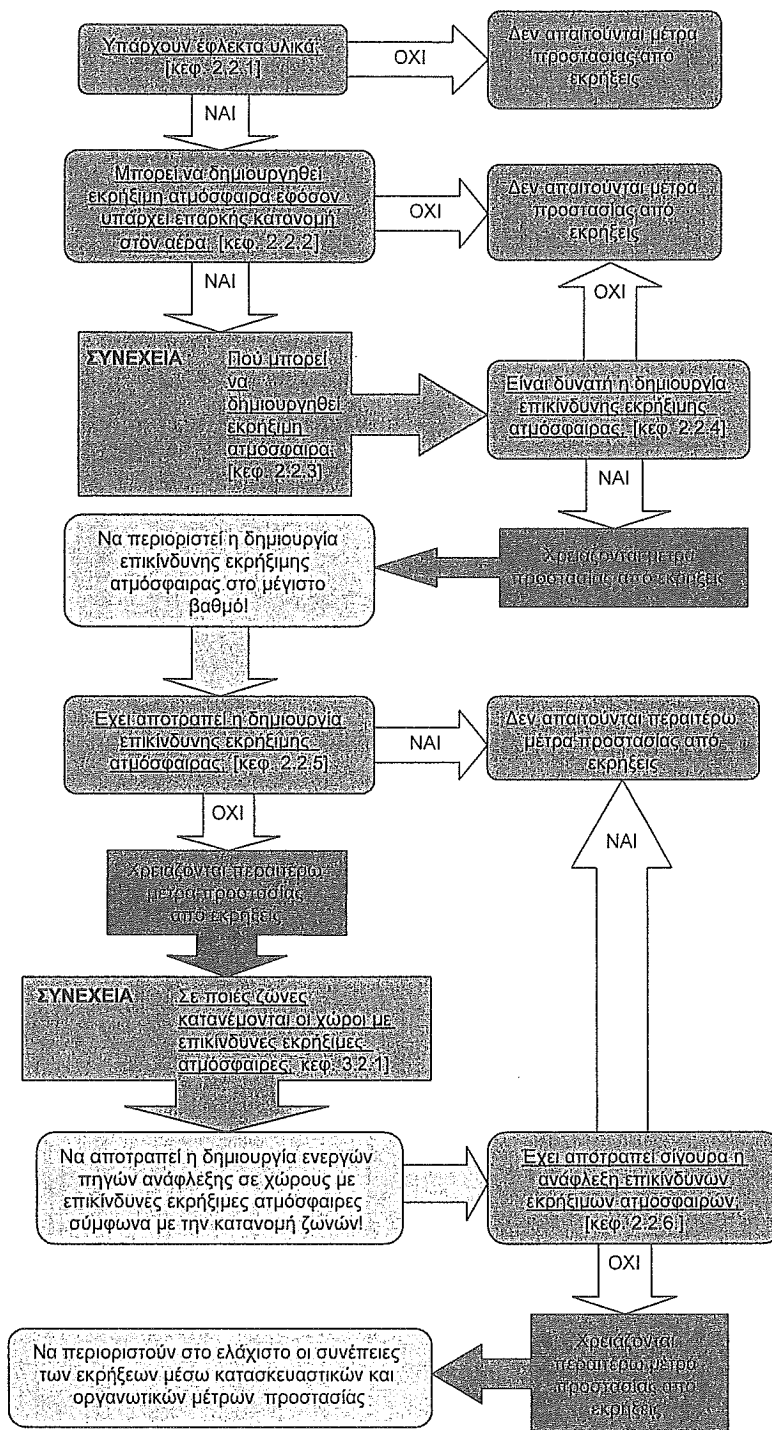 Υπάρχουν έφλεκτα υλικά;
[κεφ. 2.2.1]
ΟΧΙ
Δεν απαιτούνται μέτρα
προστασίας από
εκρήξεις
ΝΑΙ
Μπορεί να δημιουργηθεί
εκρήξιμη ατμόσφαιρα εφόσον
υπάρχει επαρκής κατανομή
στον αέρα; [κεφ. 2.2.2]
ΟΧΙ
Δεν απαιτούνται μέτρα
προστασίας από
εκρήξεις
ΝΑΙ
ΟΧΙ
ΣΥΝΕΧΕΙΑ
Πού μπορεί
να
δημιουργηθεί
εκρήξιμη
ατμόσφαιρα;
[κεφ. 2.2.3]
Είναι δυνατή η δημιουργία
επικίνδυνης εκρήξιμης
ατμόσφαιρας; [κεφ. 2.2.4]
ΝΑΙ
Χρειάζονται μέτρα
προστασίας από εκρήξεις
Να περιοριστεί η δημιουργία
επικίνδυνης εκρήξιμης
ατμόσφαιρας στο μέγιστο
βαθμό!
Έχει αποτραπεί η δημιουργία
επικίνδυνης εκρήξιμης
ατμόσφαιρας; [κεφ. 2.2.5]
ΝΑΙ
Δεν απαιτούνται περαιτέρω
μέτρα προστασίας από
εκρήξεις
ΟΧΙ
ΝΑΙ
Χρειάζονται περαιτέρω
μέτρα προστασίας
από εκρήξεις
ΣΥΝΕΧΕΙΑ
Σε ποιές ζώνες
κατανέμονται οι χώροι με
επικίνδυνες εκρήξιμες
ατμόσφαιρες; κεφ. 3.2.1]
Να αποτραπεί η δημιουργία ενεργών
πηγών ανάφλεξης σε χώρους με
επικίνδυνες εκρήξιμες ατμόσφαιρες
σύμφωνα με την κατανομή ζωνών!
Έχει αποτραπεί σίγουρα η
ανάφλεξη επικίνδυνων
εκρήξιμων ατμοσφαιρών;
[κεφ. 2.2.6.]
ΟΧΙ
Χρειάζονται
περαιτέρω μέτρα
προστασίας από
εκρήξεις
Να περιοριστούν στο ελάχιστο οι συνέπειες
των εκρήξεων μέσω κατασκευαστικών και
οργανωτικών μέτρων προστασίας